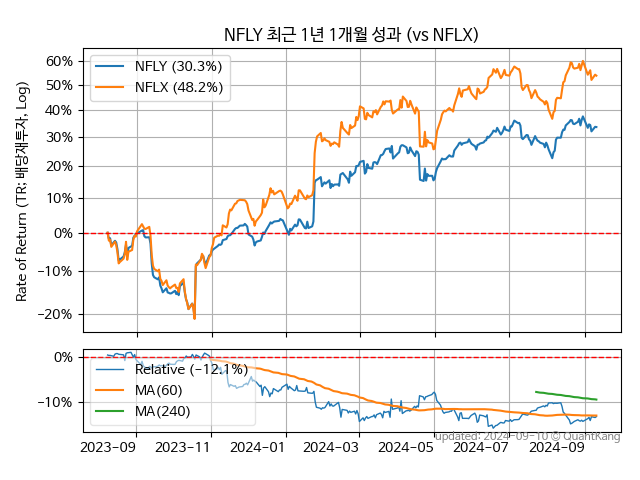 NFLY 최근 1년 1개월 성과 (vs NFLX)
Rate of Return (TR: 배당재투자, Log)
60%
50%
40%
30%
20%
10%
0%
−10%
−20%
NFLY (30.3%)
NFLX (48.2%)
0%
−10%
Relative (−12.1%)
MA(60)
MA(240)
updated: 2024-09-10 © QuantKang
2023−09
2023−11
2024−01
2024−03
2024−05
2024−07
2024−09